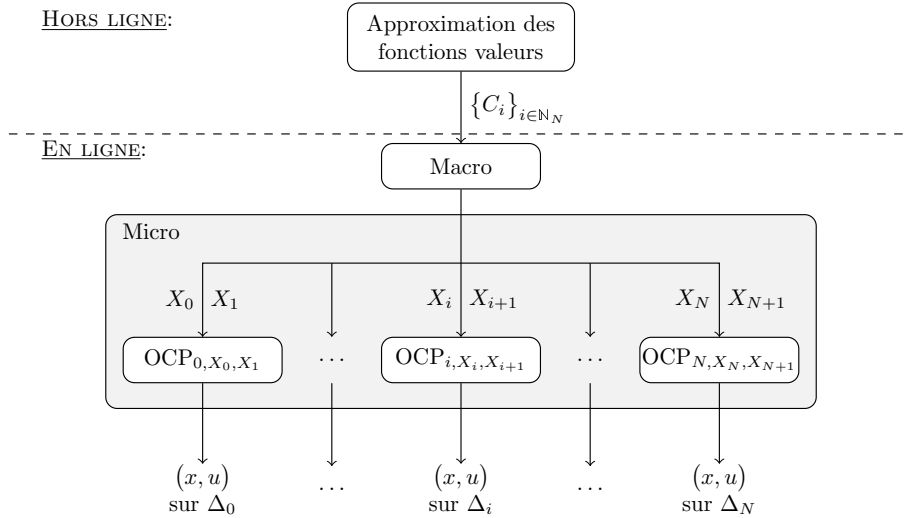 HORS LIGNE:
Approximation des
fonctions valeurs
{C_i}_{i∈ℕ_N}
EN LIGNE:
Macro
Micro
X_0 X_1 X_i X_{i+1} X_N X_{N+1}
OCP_{0,X_0,X_1} ... OCP_{i,X_i,X_{i+1}} ... OCP_{N,X_N,X_{N+1}}
(x, u) ... (x, u) ... (x, u)
sur Δ_0 sur Δ_i sur Δ_N